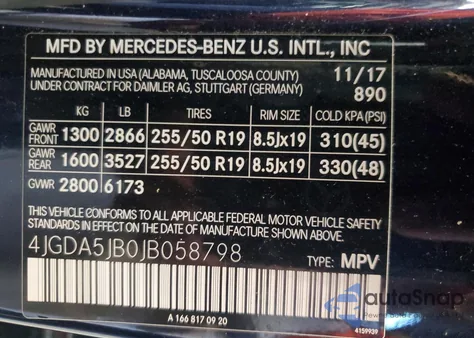 MFD BY MERCEDES-BENZ U.S. INTL., INC
MANUFACTURED IN USA (ALABAMA, TUSCALOOSA COUNTY) 11/17
UNDER CONTRACT FOR DAIMLER AG, STUTTGART (GERMANY) 890
KG LB TIRES RIM SIZE COLD KPA (PSI)
GAWR FRONT 1300 2866 255/50 R19 8.5Jx19 310(45)
GAWR REAR 1600 3527 255/50 R19 8.5Jx19 330(48)
GVWR 2800 6173
THIS VEHICLE CONFORMS TO ALL APPLICABLE FEDERAL MOTOR VEHICLE SAFETY
STANDARDS IN EFFECT ON THE DATE OF MANUFACTURE SHOWN ABOVE.
4JGDA5JB0JB058798
TYPE: MPV
A 166 817 09 20
4159939
autoSnap